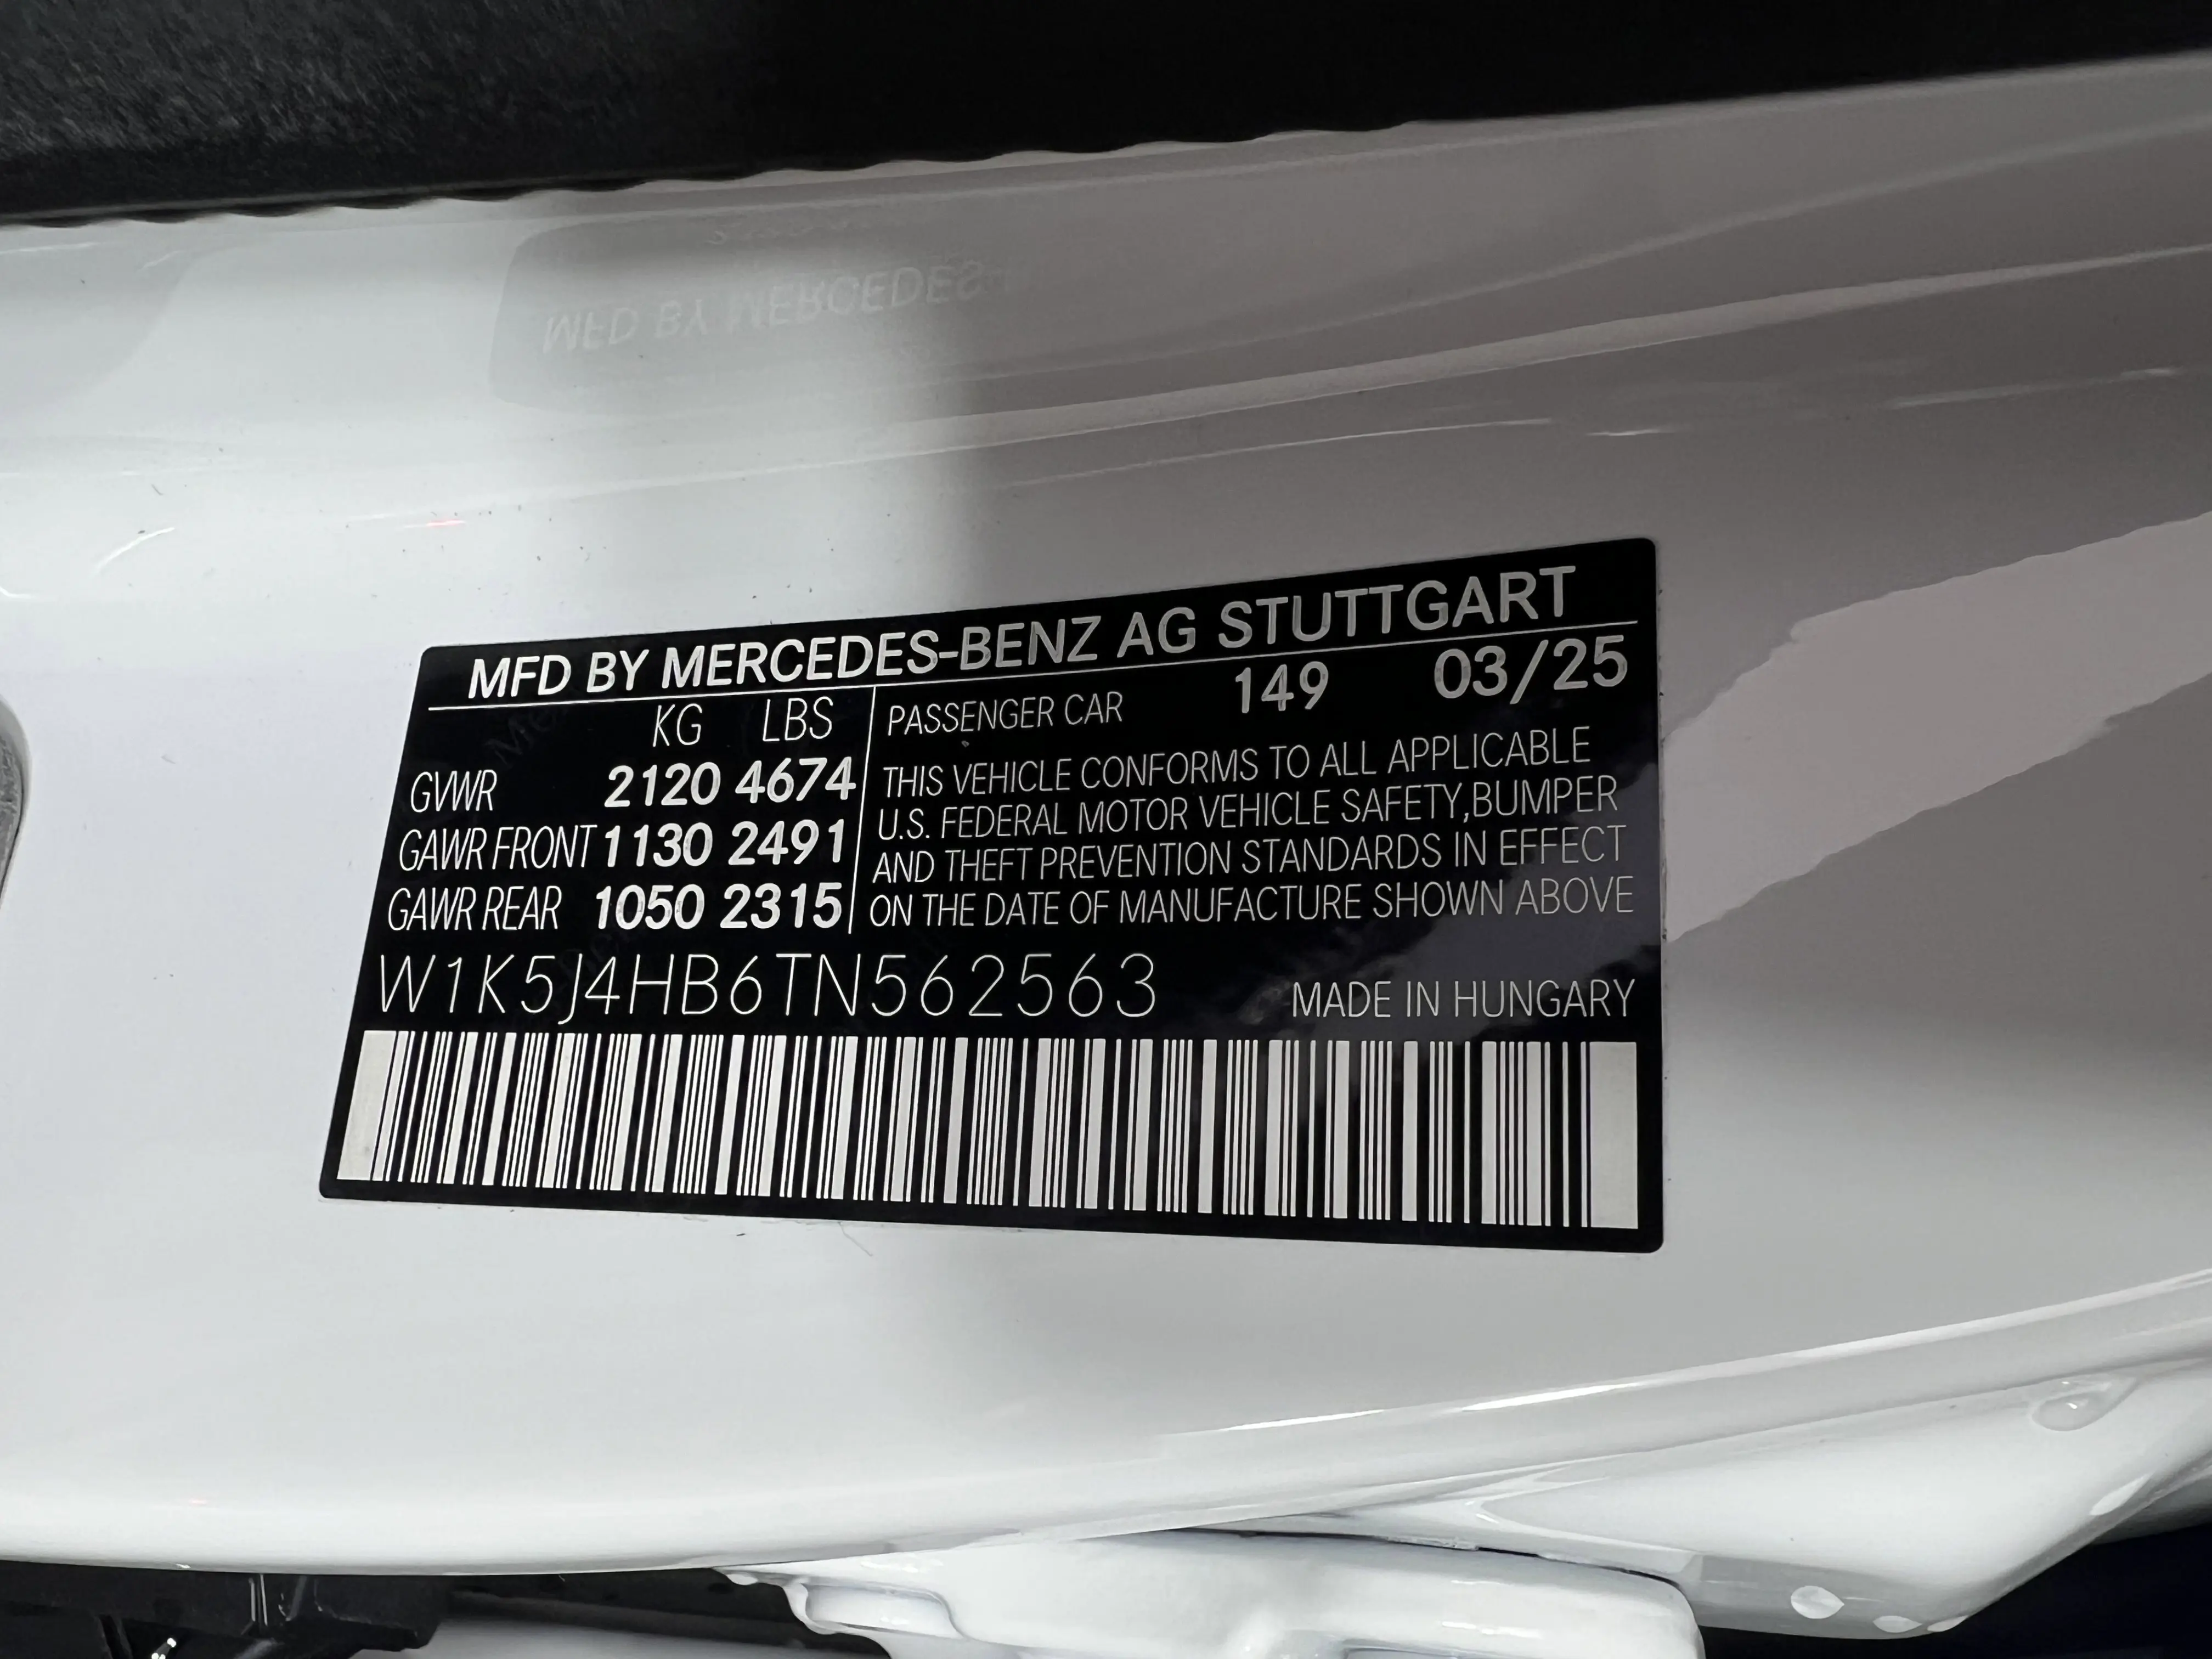 MFD BY MERCEDES-BENZ AG STUTTGART
KG LBS
GVWR 2120 4674
GAWR FRONT 1130 2491
GAWR REAR 1050 2315
PASSENGER CAR 149 03/25
THIS VEHICLE CONFORMS TO ALL APPLICABLE
U.S. FEDERAL MOTOR VEHICLE SAFETY,BUMPER
AND THEFT PREVENTION STANDARDS IN EFFECT
ON THE DATE OF MANUFACTURE SHOWN ABOVE
W1K5J4HB6TN562563
MADE IN HUNGARY